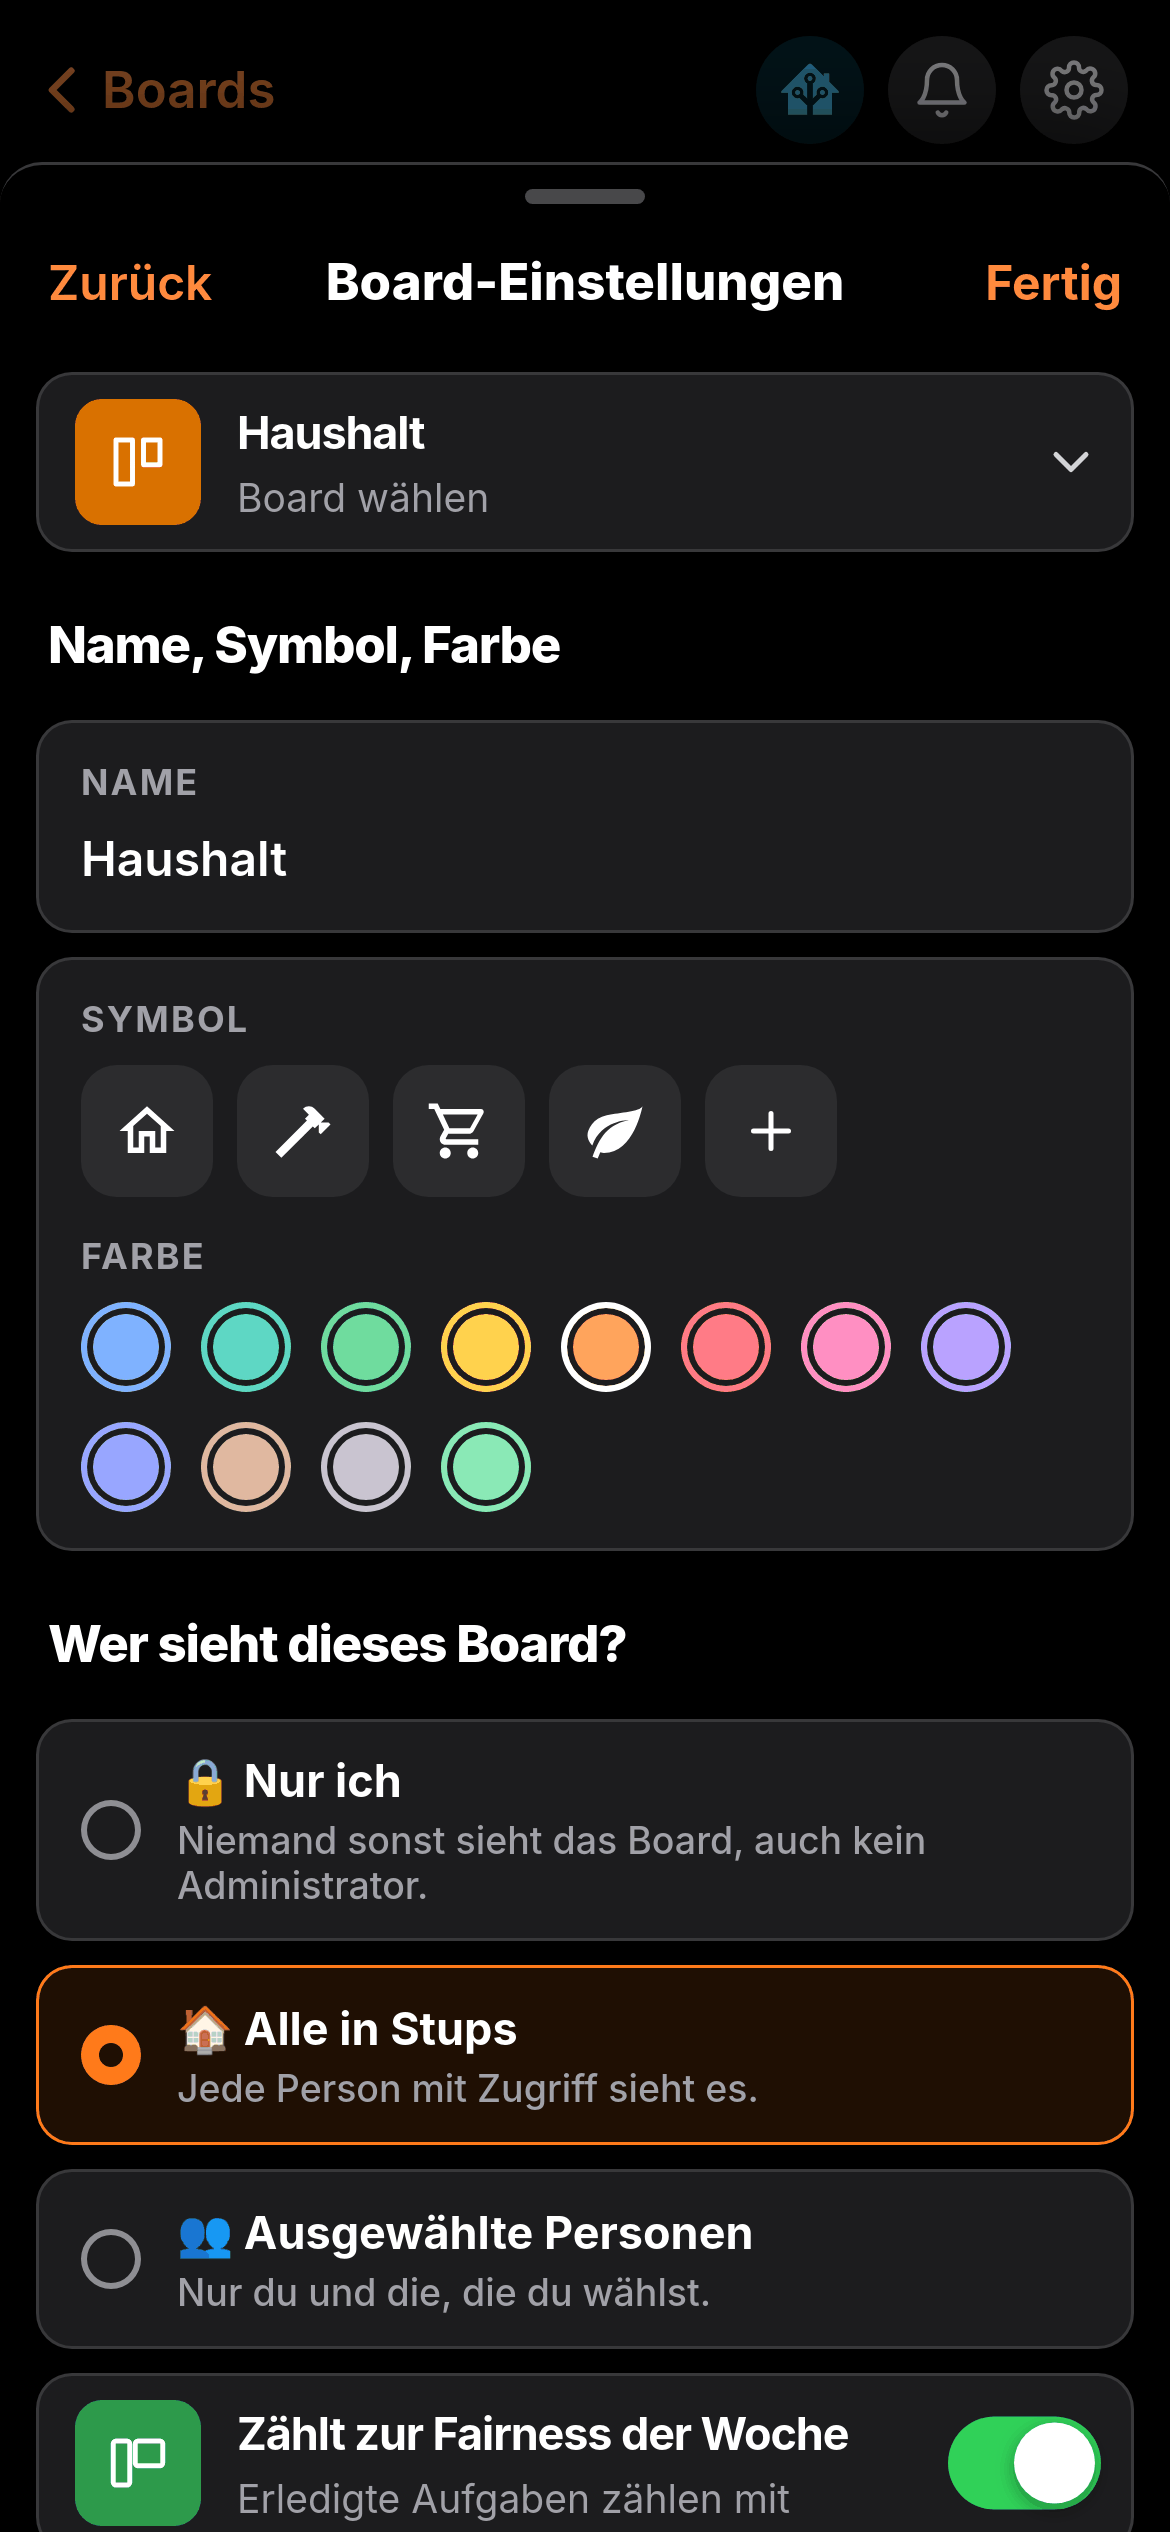 Boards
Zurück
Board-Einstellungen
Fertig
Haushalt
Board wählen
Name, Symbol, Farbe
NAME
Haushalt
SYMBOL
FARBE
Wer sieht dieses Board?
🔒 Nur ich
Niemand sonst sieht das Board, auch kein
Administrator.
🏠 Alle in Stups
Jede Person mit Zugriff sieht es.
👥 Ausgewählte Personen
Nur du und die, die du wählst.
Zählt zur Fairness der Woche
Erledigte Aufgaben zählen mit